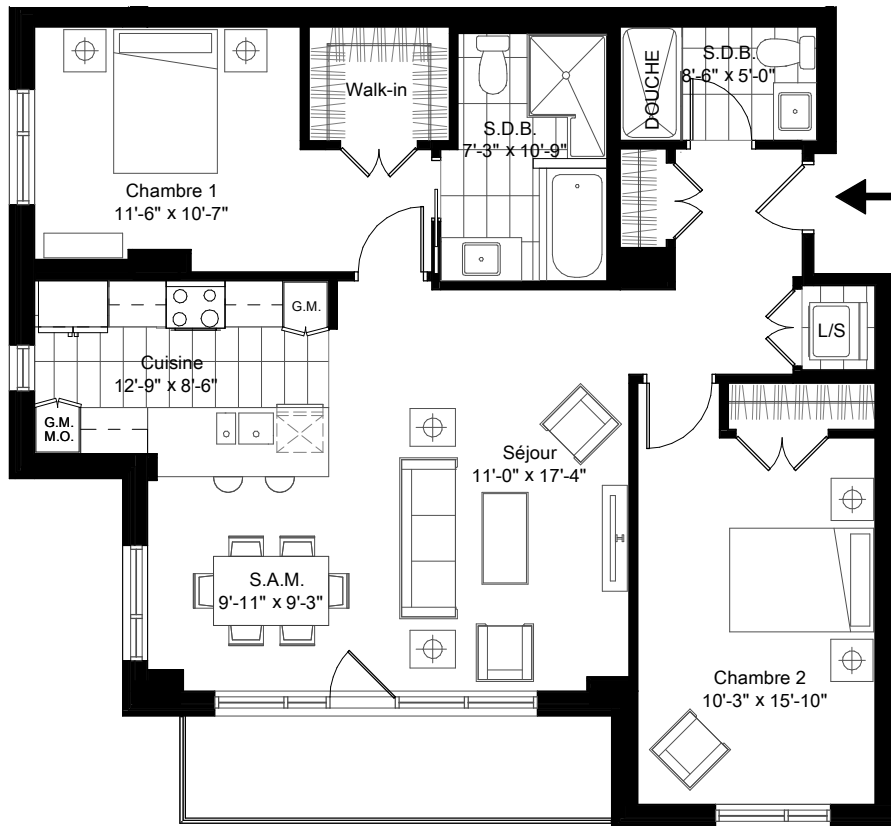 S.D.B.
8'-6" x 5'-0"
DOUCHE
Walk-in
S.D.B.
7'-3" x 10'-9"
Chambre 1
11'-6" x 10'-7"
G.M.
L/S
Cuisine
12'-9" x 8'-6"
G.M.
M.O.
Séjour
11'-0" x 17'-4"
S.A.M.
9'-11" x 9'-3"
Chambre 2
10'-3" x 15'-10"